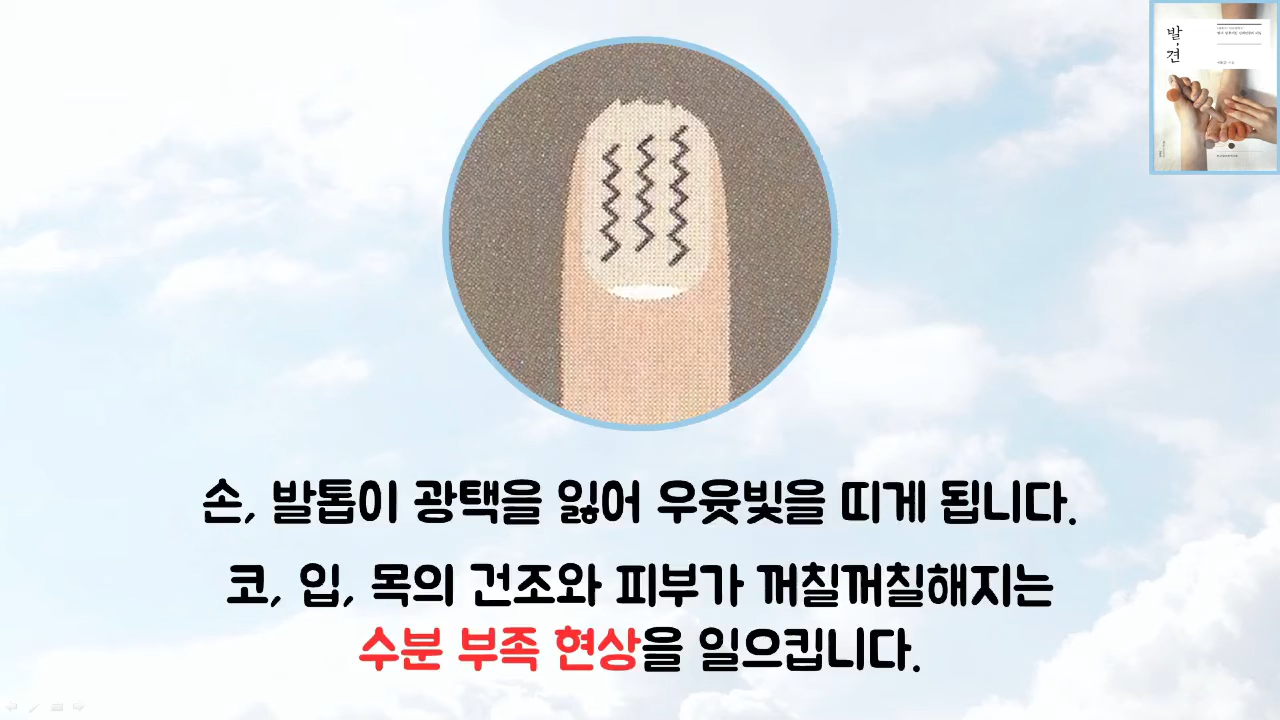 발
견
손, 발톱이 광택을 잃어 우윳빛을 띠게 됩니다.
코, 입, 목의 건조와 피부가 꺼칠꺼칠해지는
수분 부족 현상을 일으킵니다.